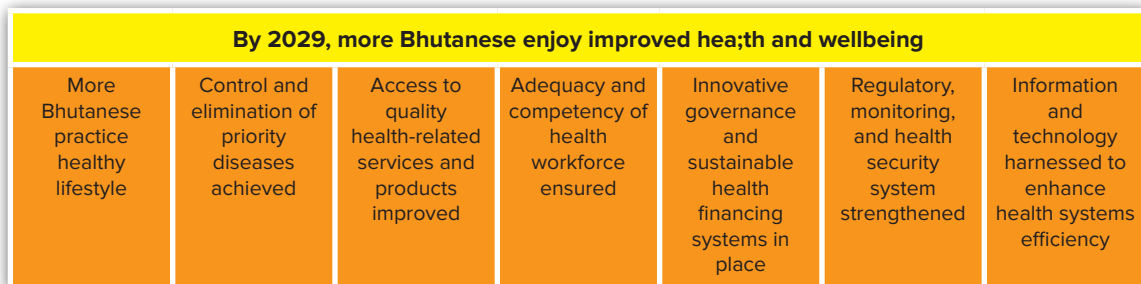 By 2029, more Bhutanese enjoy improved hea;th and wellbeing
More
Bhutanese
practice
healthy
lifestyle
Control and
elimination of
priority
diseases
achieved
Access to
quality
health-related
services and
products
improved
Adequacy and
competency of
health
workforce
ensured
Innovative
governance
and
sustainable
health
financing
systems in
place
Regulatory,
monitoring,
and health
security
system
strengthened
Information
and
technology
harnessed to
enhance
health systems
efficiency